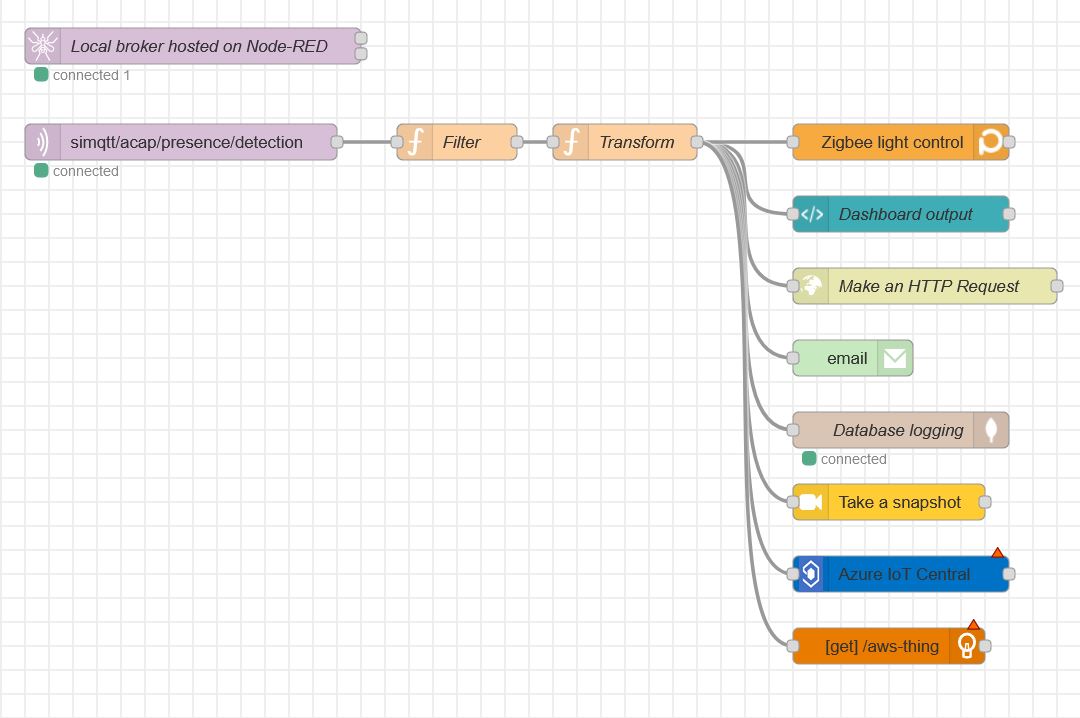 Local broker hosted on Node-RED
connected 1
simqtt/acap/presence/detection
Filter
Transform
Zigbee light control
connected
Dashboard output
Make an HTTP Request
email
Database logging
connected
Take a snapshot
Azure IoT Central
[get] /aws-thing